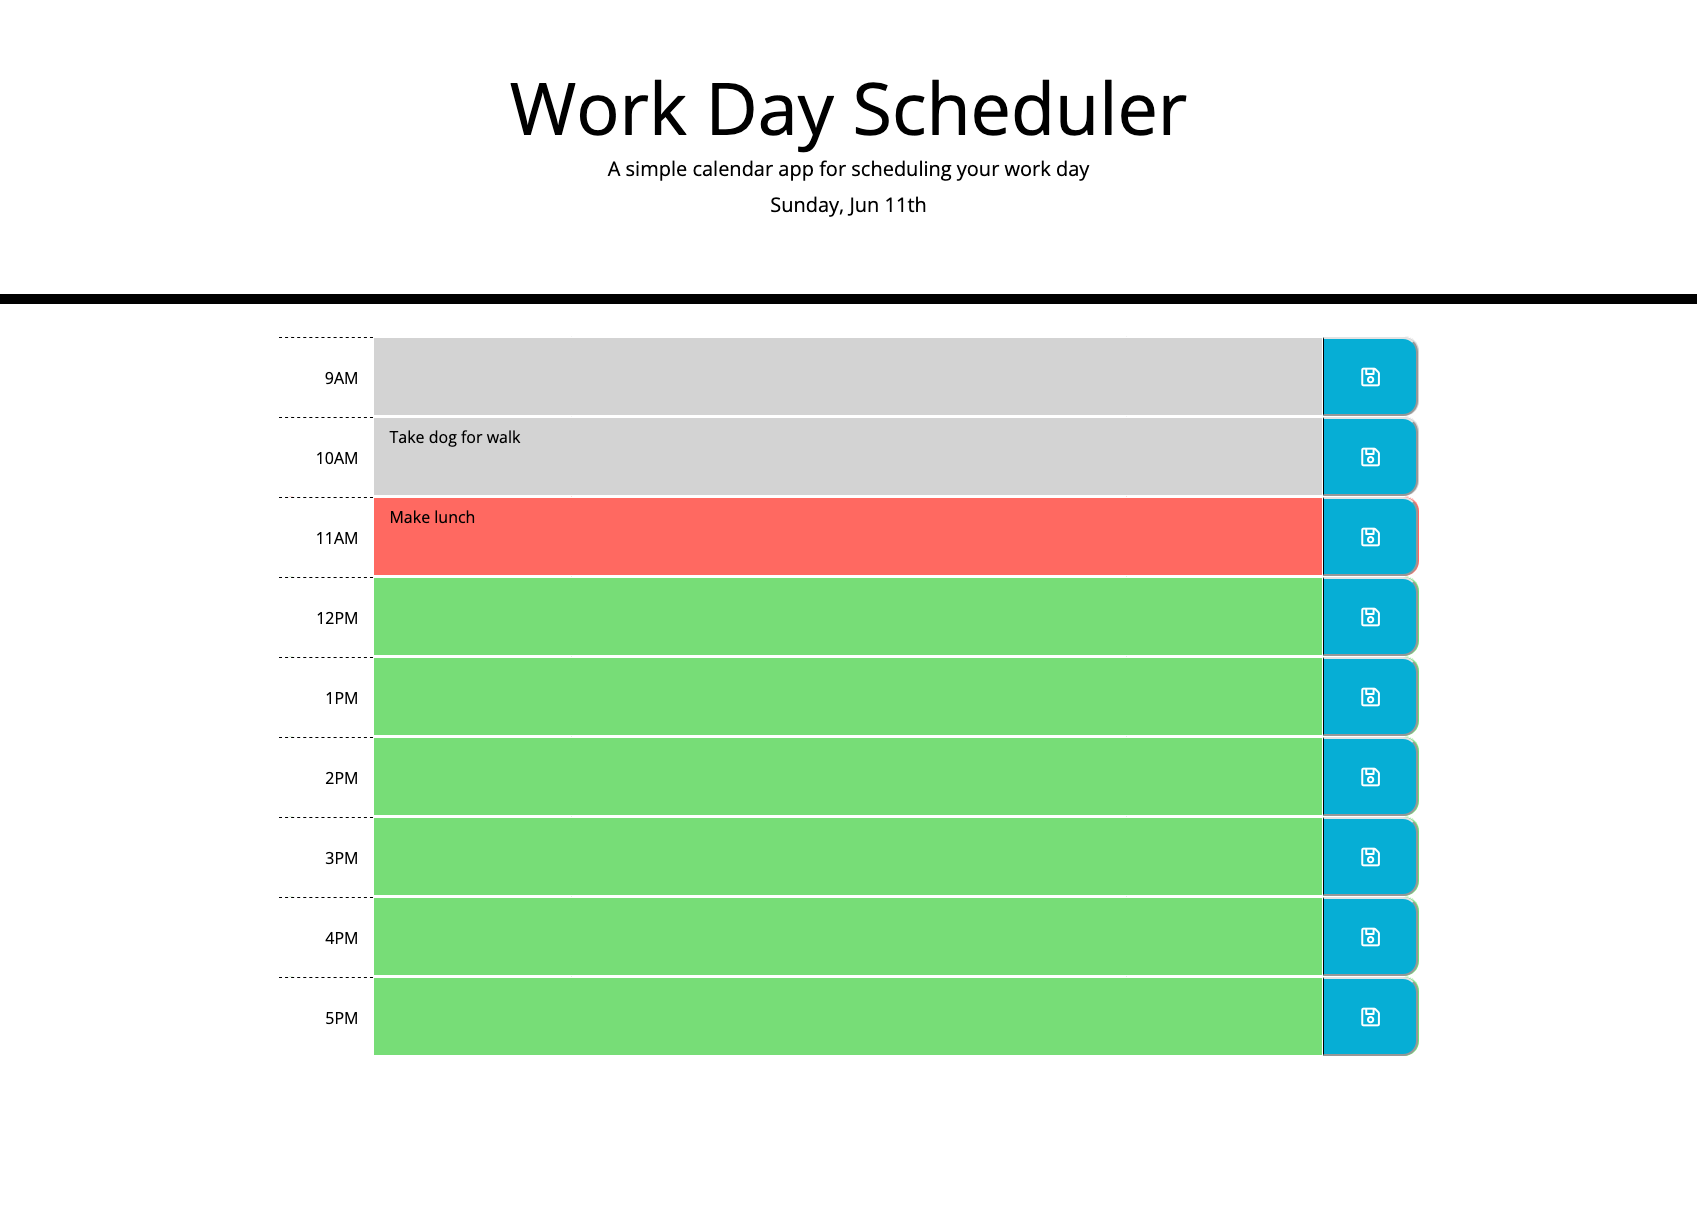 Work Day Scheduler
A simple calendar app for scheduling your work day
Sunday, Jun 11th
9AM
10AM
Take dog for walk
11AM
Make lunch
12PM
1PM
2PM
3PM
4PM
5PM